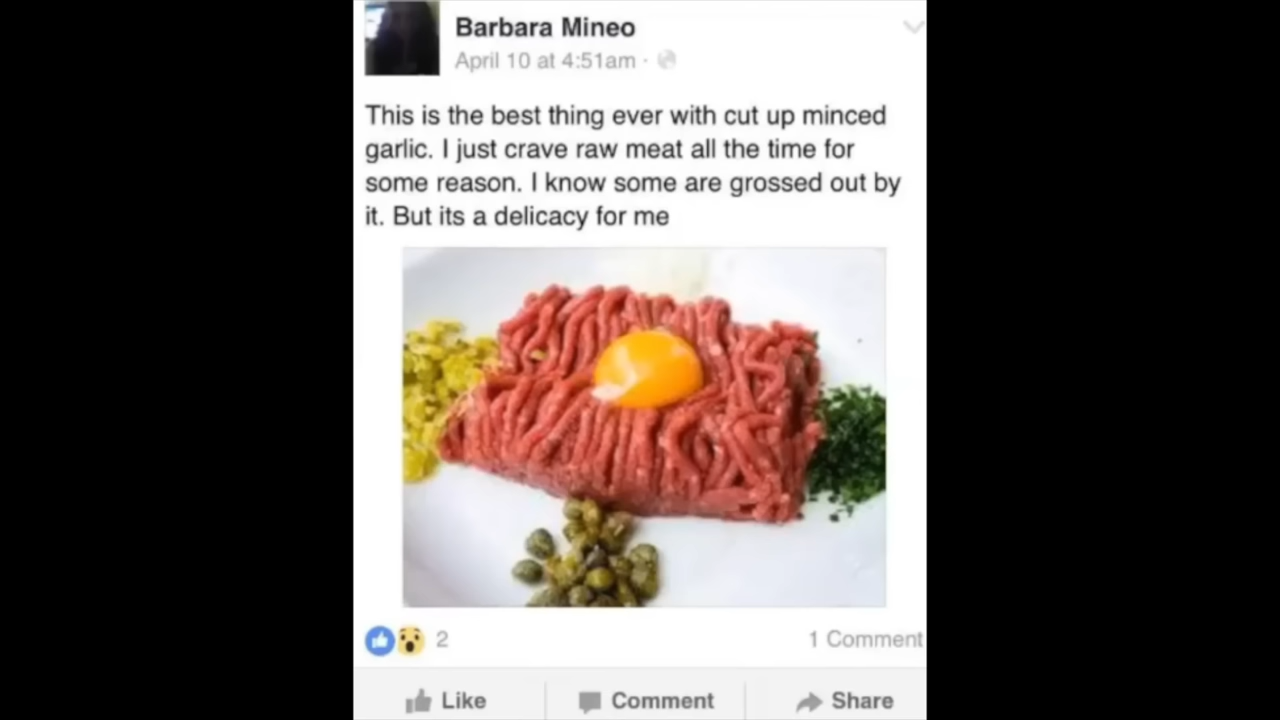 Barbara Mineo
April 10 at 4:51am ·
This is the best thing ever with cut up minced
garlic. I just crave raw meat all the time for
some reason. I know some are grossed out by
it. But its a delicacy for me
2
1 Comment
Like
Comment
Share